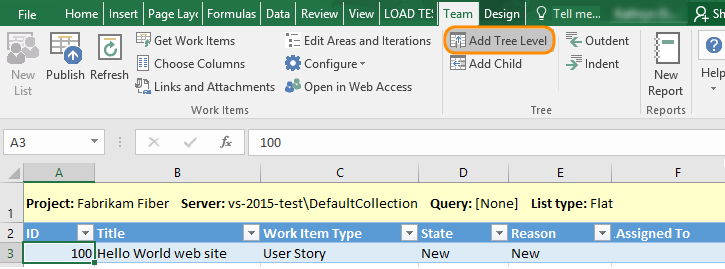 File Home Insert Page Layo Formulas Data Review View LOAD TES Team Design Tell me... Share
New List Publish Refresh Get Work Items Edit Areas and Iterations Add Tree Level Outdent New Report Help
Choose Columns Configure Add Child Indent
Links and Attachments Open in Web Access
Work Items Tree Reports
A3 fx 100
A B C D E F
1 Project: Fabrikam Fiber Server: vs-2015-test\DefaultCollection Query: [None] List type: Flat
2 ID Title Work Item Type State Reason Assigned To
3 100 Hello World web site User Story New New